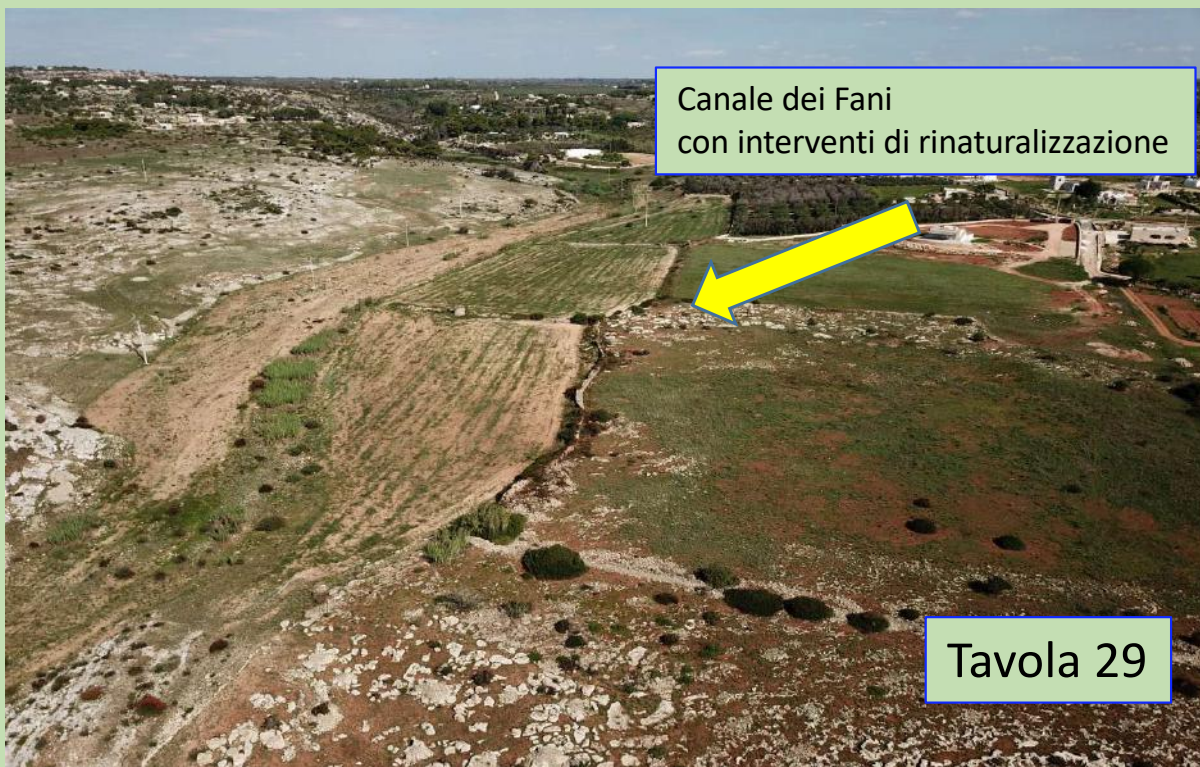 Canale dei Fani
con interventi di rinaturalizzazione
Tavola 29